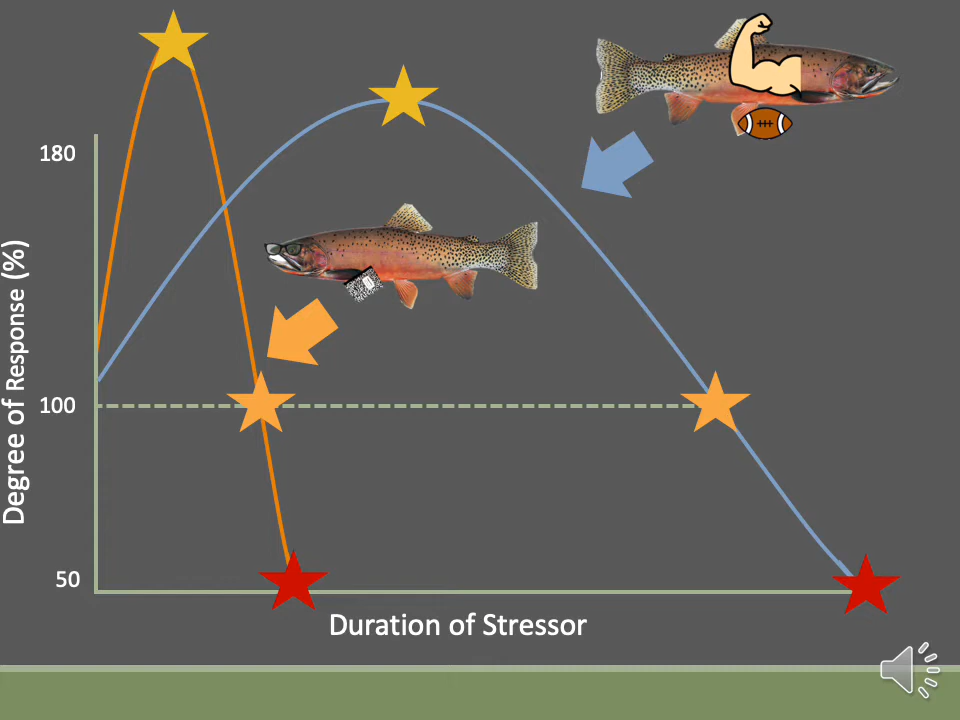 180
100
50
Degree of Response (%)
Duration of Stressor